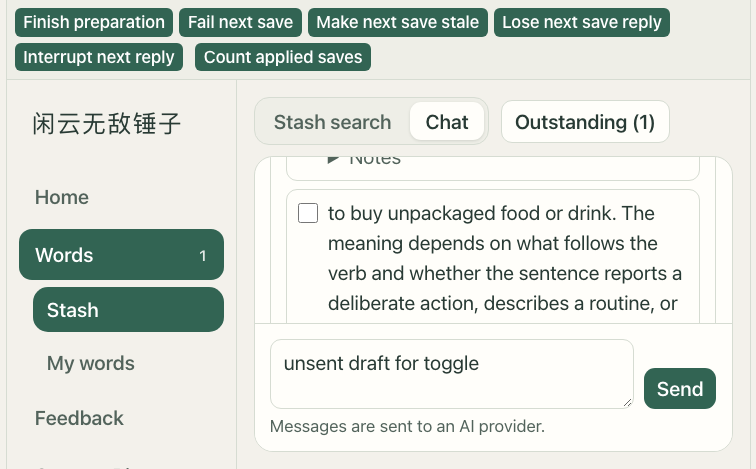 Finish preparation Fail next save Make next save stale Lose next save reply
Interrupt next reply Count applied saves
闲云无敌锤子
Home
Words 1
Stash
My words
Feedback
Stash search Chat Outstanding (1)
Notes
to buy unpackaged food or drink. The
meaning depends on what follows the
verb and whether the sentence reports a
deliberate action, describes a routine, or
unsent draft for toggle
Send
Messages are sent to an AI provider.